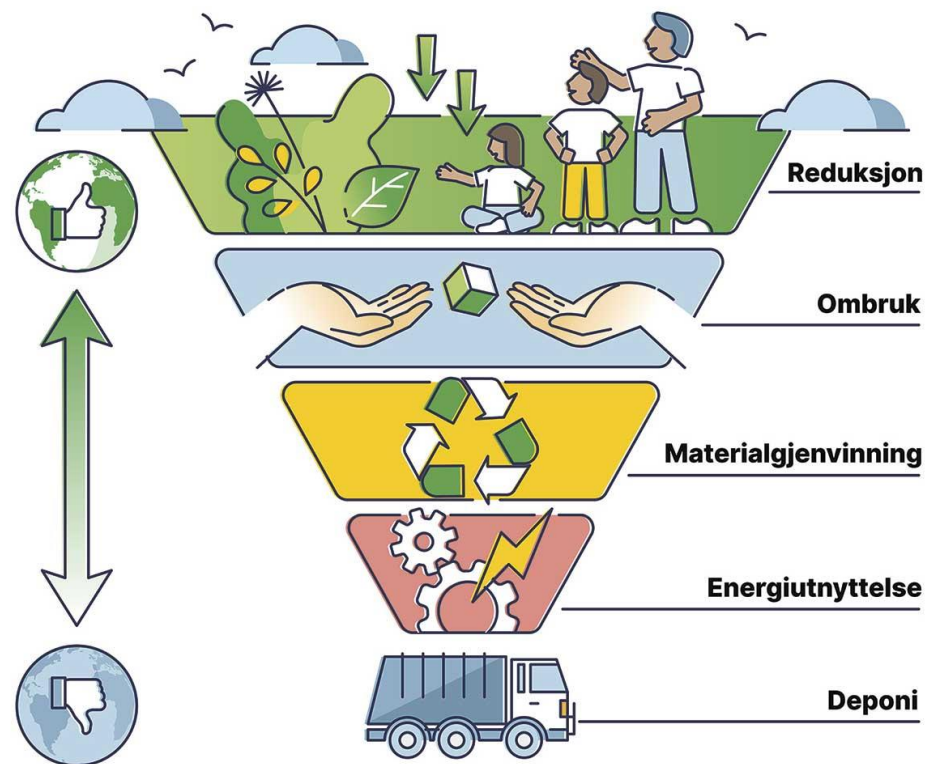 Reduksjon
Ombruk
Materialgjenvinning
Energiutnyttelse
Deponi